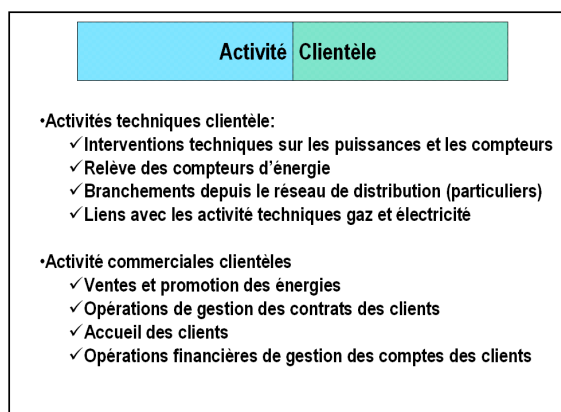 Activité Clientèle
•Activités techniques clientèle:
✓Interventions techniques sur les puissances et les compteurs
✓Relève des compteurs d'énergie
✓Branchements depuis le réseau de distribution (particuliers)
✓Liens avec les activité techniques gaz et électricité
•Activité commerciales clientèles
✓Ventes et promotion des énergies
✓Opérations de gestion des contrats des clients
✓Accueil des clients
✓Opérations financières de gestion des comptes des clients